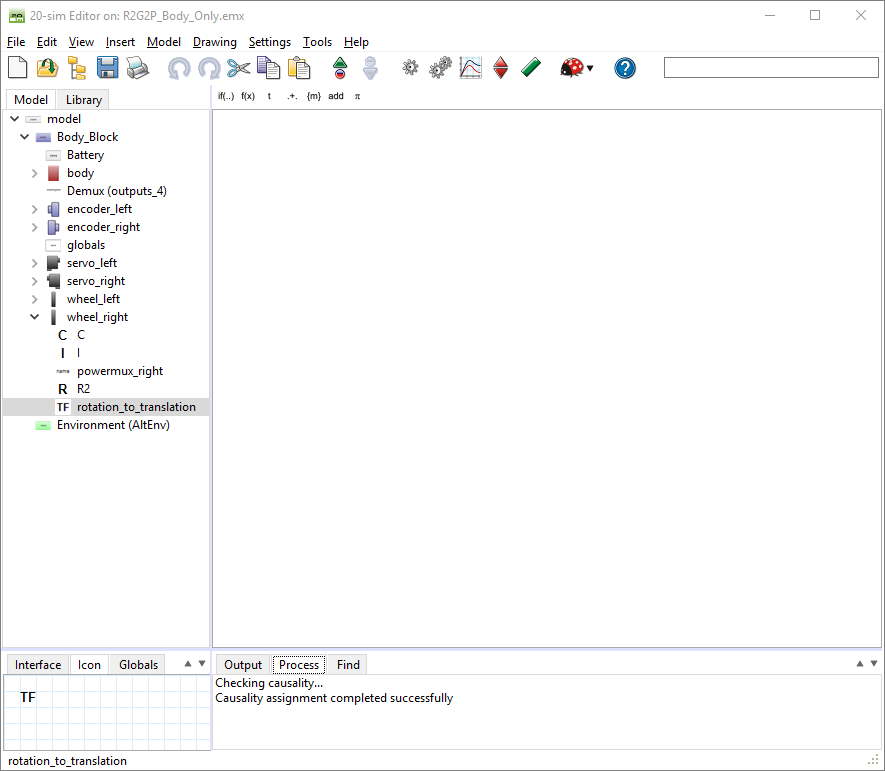 20-sim Editor on: R2G2P_Body_Only.emx
File Edit View Insert Model Drawing Settings Tools Help
Model Library
if(..) f(x) t .+. {m} add π
model
Body_Block
Battery
body
Demux (outputs_4)
encoder_left
encoder_right
globals
servo_left
servo_right
wheel_left
wheel_right
C C
I I
name powermux_right
R R2
TF rotation_to_translation
Environment (AltEnv)
Interface Icon Globals
TF
Output Process Find
Checking causality...
Causality assignment completed successfully
rotation_to_translation